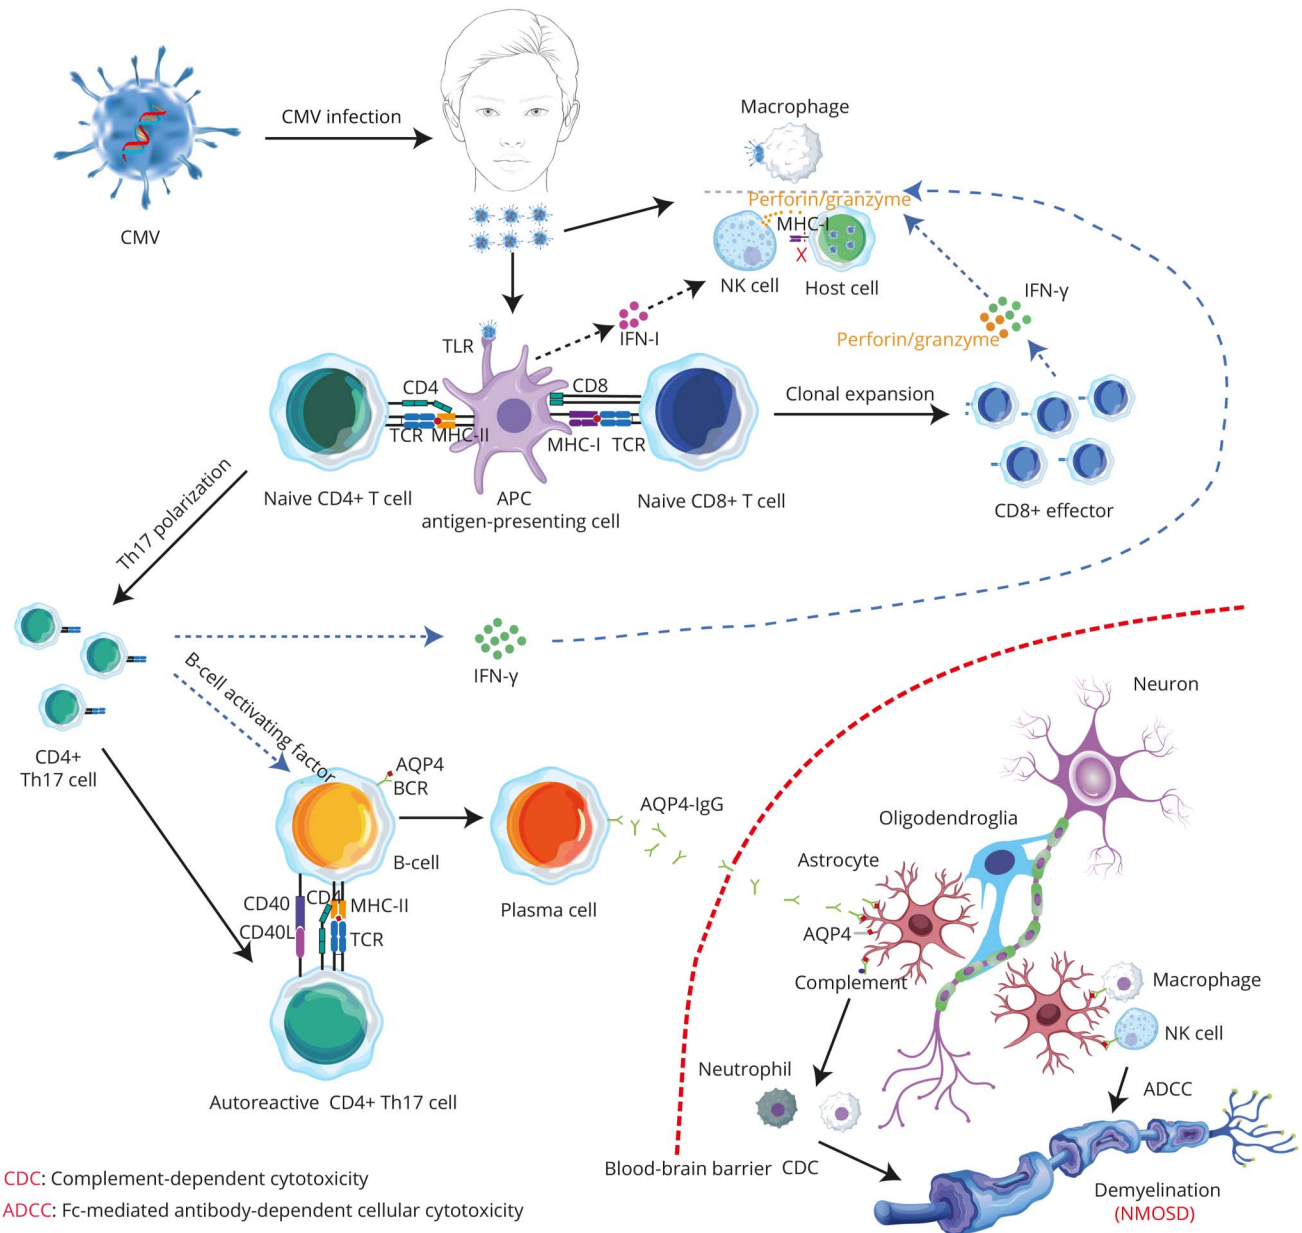 CMV infection
CMV
Macrophage
Perforin/granzyme
MHC-I
X
NK cell
Host cell
IFN-γ
Perforin/granzyme
IFN-I
TLR
CD4
CD8
TCR
MHC-II
MHC-I
TCR
Clonal expansion
Naive CD4+ T cell
APC
antigen-presenting cell
Naive CD8+ T cell
CD8+ effector
Th17 polarization
IFN-γ
B-cell activating factor
CD4+
Th17 cell
AQP4
BCR
B-cell
AQP4-IgG
Plasma cell
CD40
CD4
MHC-II
CD40L
TCR
Autoreactive CD4+ Th17 cell
Neuron
Oligodendroglia
Astrocyte
AQP4
Complement
Macrophage
NK cell
Neutrophil
ADCC
Blood-brain barrier CDC
Demyelination
(NMOSD)
CDC: Complement-dependent cytotoxicity
ADCC: Fc-mediated antibody-dependent cellular cytotoxicity